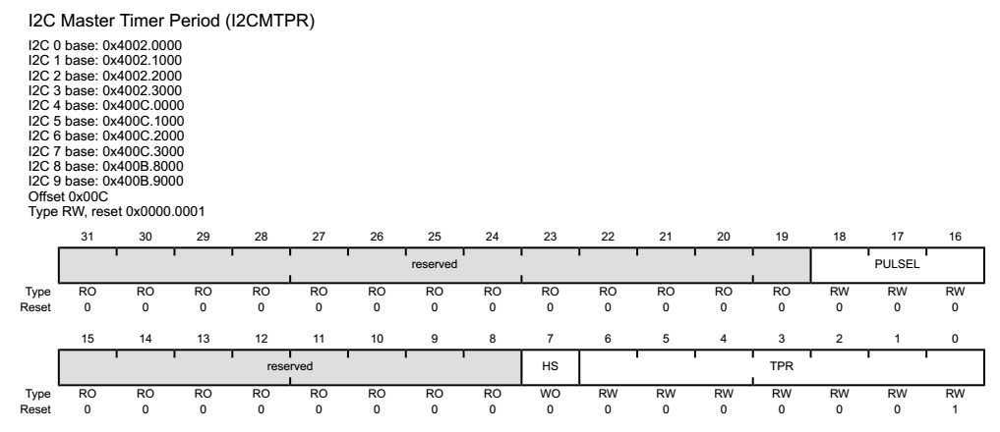 I2C Master Timer Period (I2CMTPR)
I2C 0 base: 0x4002.0000
I2C 1 base: 0x4002.1000
I2C 2 base: 0x4002.2000
I2C 3 base: 0x4002.3000
I2C 4 base: 0x400C.0000
I2C 5 base: 0x400C.1000
I2C 6 base: 0x400C.2000
I2C 7 base: 0x400C.3000
I2C 8 base: 0x400B.8000
I2C 9 base: 0x400B.9000
Offset 0x00C
Type RW, reset 0x0000.0001
31 30 29 28 27 26 25 24 23 22 21 20 19 18 17 16
reserved PULSEL
Type RO RO RO RO RO RO RO RO RO RO RO RO RO RW RW RW
Reset 0 0 0 0 0 0 0 0 0 0 0 0 0 0 0 0
15 14 13 12 11 10 9 8 7 6 5 4 3 2 1 0
reserved HS TPR
Type RO RO RO RO RO RO RO RO WO RW RW RW RW RW RW RW
Reset 0 0 0 0 0 0 0 0 0 0 0 0 0 0 0 1